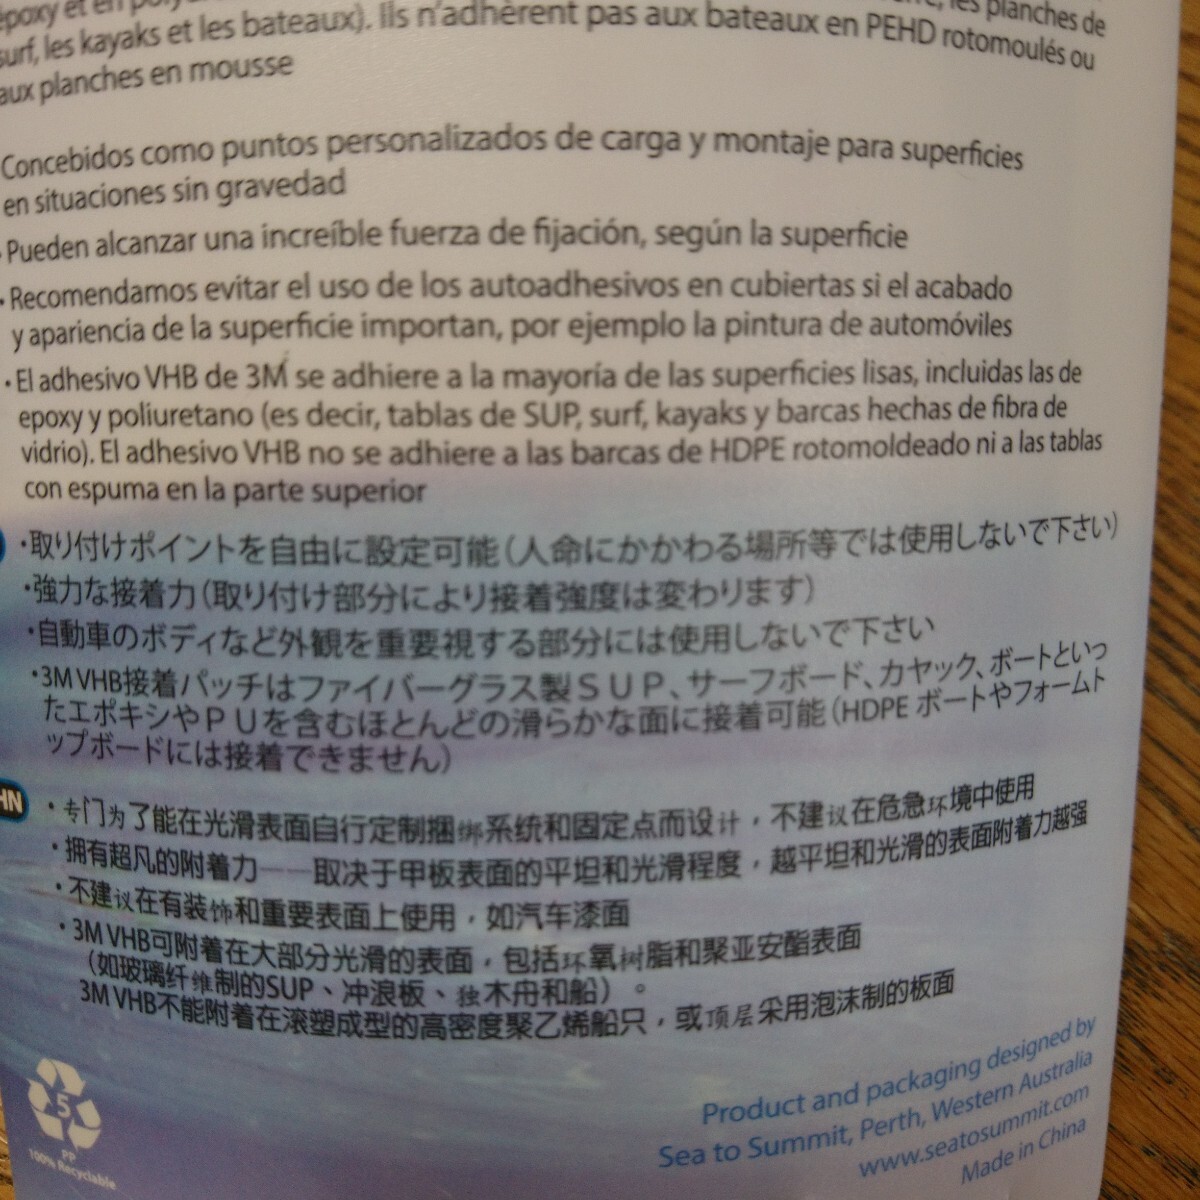 époxy et en
surf, les kayaks et les bateaux). Ils n'adhèrent pas aux bateaux en PEHD rotomoulés ou
les planches de
aux planches en mousse
Concebidos como puntos personalizados de carga y montaje para superficies
en situaciones sin gravedad
· Pueden alcanzar una increíble fuerza de fijación, según la superficie
· Recomendamos evitar el uso de los autoadhesivos en cubiertas si el acabado
y apariencia de la superficie importan, por ejemplo la pintura de automóviles
· El adhesivo VHB de 3M se adhiere a la mayoría de las superficies lisas, incluidas las de
epoxy y poliuretano (es decir, tablas de SUP, surf, kayaks y barcas hechas de fibra de
vidrio). El adhesivo VHB no se adhiere a las barcas de HDPE rotomoldeado ni a las tablas
con espuma en la parte superior
・取り付けポイントを自由に設定可能（人命にかかわる場所等では使用しないで下さい）
・強力な接着力（取り付け部分により接着強度は変わります）
・自動車のボディなど外観を重要視する部分には使用しないで下さい
・3M VHB接着パッチはファイバーグラス製ＳＵＰ、サーフボード、カヤック、ボートといっ
たエポキシやＰＵを含むほとんどの滑らかな面に接着可能（HDPE ボートやフォームト
ップボードには接着できません）
HN
・专门为了能在光滑表面自行定制捆绑系统和固定点而设计，不建议在危急环境中使用
・拥有超凡的附着力——取决于甲板表面的平坦和光滑程度，越平坦和光滑的表面附着力越强
・不建议在有装饰和重要表面上使用，如汽车漆面
・3M VHB可附着在大部分光滑的表面，包括环氧树脂和聚亚安酯表面
（如玻璃纤维制的SUP、冲浪板、独木舟和船）。
3M VHB不能附着在滚塑成型的高密度聚乙烯船只，或顶层采用泡沫制的板面
5
PP
100% Recyclable
Product and packaging designed by
Sea to Summit, Perth, Western Australia
www.seatosummit.com
Made in China